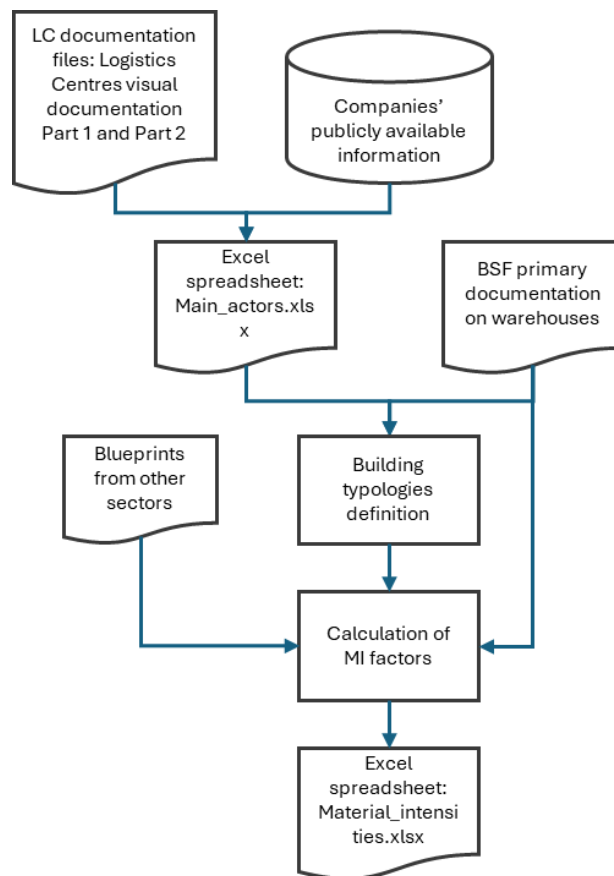 LC documentation
files: Logistics
Centres visual
documentation
Part 1 and Part 2
Companies’
publicly available
information
Excel
spreadsheet:
Main_actors.xls
x
BSF primary
documentation
on warehouses
Blueprints
from other
sectors
Building
typologies
definition
Calculation of
MI factors
Excel
spreadsheet:
Material_intensi
ties.xlsx